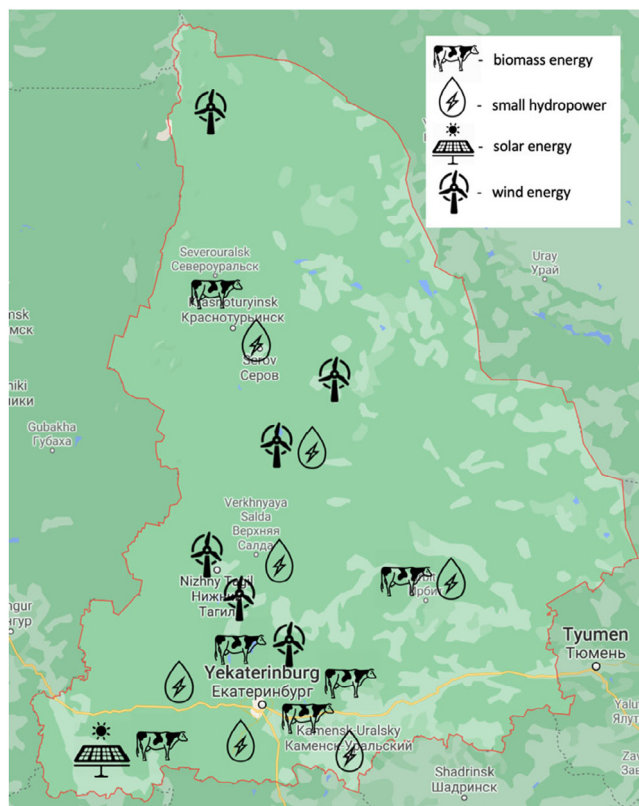 - biomass energy
- small hydropower
- solar energy
- wind energy
Severouralsk
Североуральск
Krasnoturyinsk
Краснотурьинск
Serov
Серов
Uray
Урай
Gubakha
Губаха
Verkhnyaya
Salda
Верхняя
Салда
Nizhny Tagil
Нижний
Тагил
Tyumen
Тюмень
Yekaterinburg
Екатеринбург
Kamensk-Uralsky
Каменск-Уральский
Shadrinsk
Шадринск